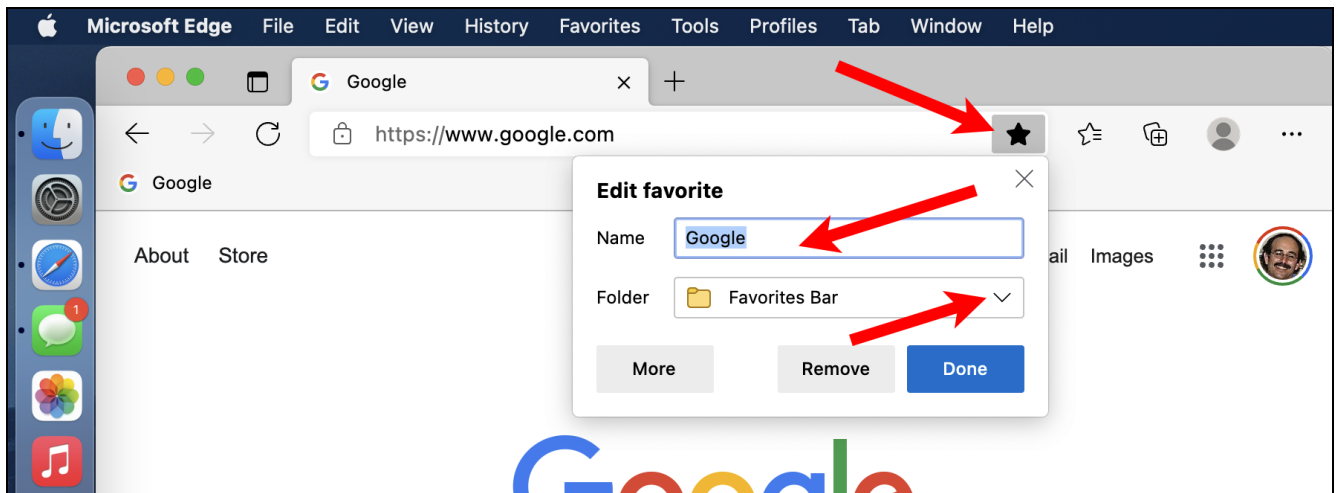 Microsoft Edge File Edit View History Favorites Tools Profiles Tab Window Help
Google
https://www.google.com
Google
Edit favorite
Name Google
About Store ail Images
Folder Favorites Bar
1
More Remove Done
Google